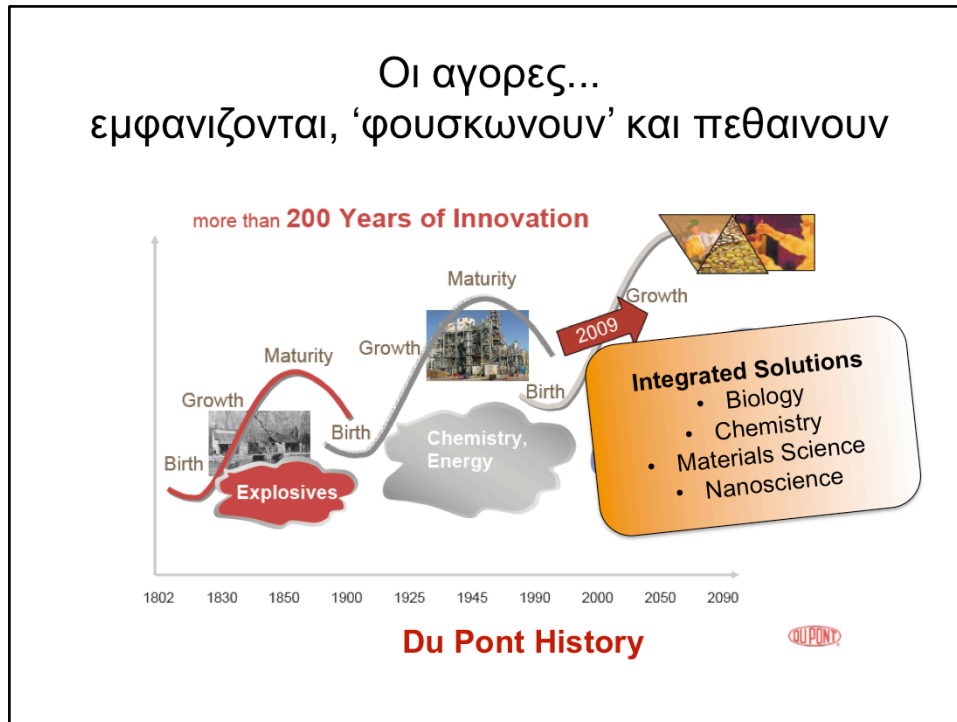 Οι αγορες...
εμφανιζονται, ‘φουσκωνουν’ και πεθαινουν
more than 200 Years of Innovation
Birth
Growth
Maturity
Explosives
Birth
Growth
Maturity
Chemistry,
Energy
2009
Birth
Growth
Integrated Solutions
• Biology
• Chemistry
• Materials Science
• Nanoscience
1802 1830 1850 1900 1925 1945 1990 2000 2050 2090
Du Pont History
DU PONT